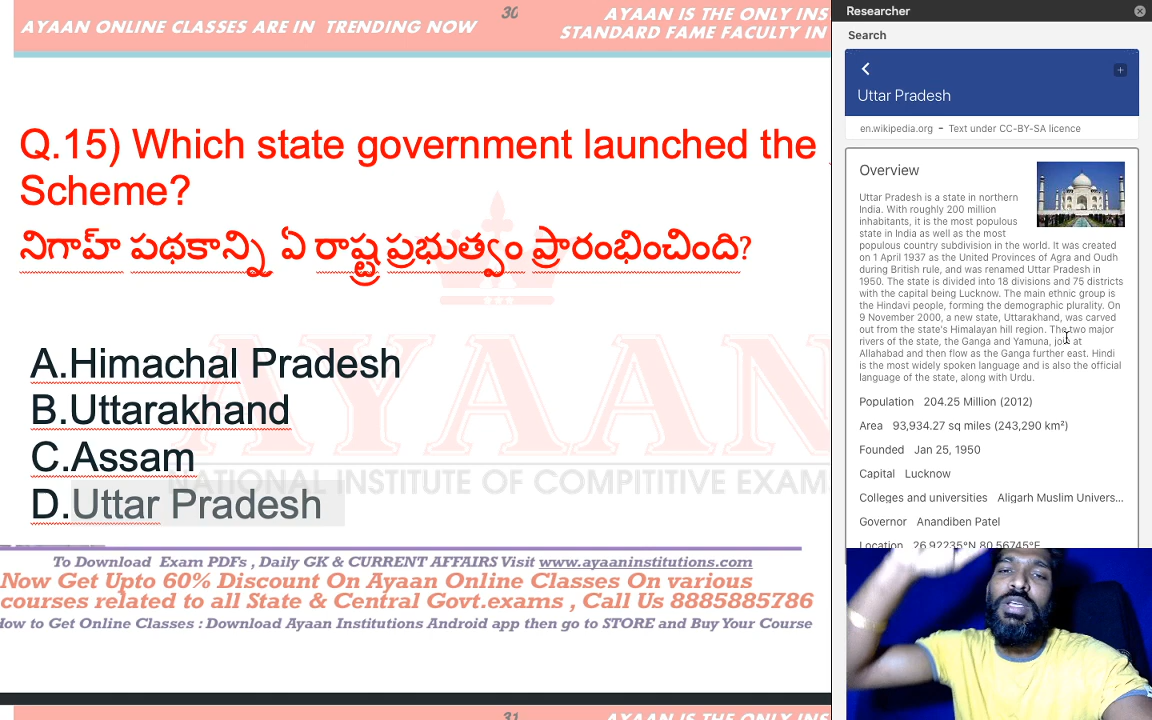 AYAAN ONLINE CLASSES ARE IN TRENDING NOW
30
AYAAN IS THE ONLY INS
STANDARD FAME FACULTY IN
Q.15) Which state government launched the
Scheme?
నిగాహ్ పథకాన్ని ఏ రాష్ట్ర ప్రభుత్వం ప్రారంభించింది?
A.Himachal Pradesh
B.Uttarakhand
C.Assam
D.Uttar Pradesh
AYAAN
NATIONAL INSTITUTE OF COMPITITIVE EXAM
To Download Exam PDFs , Daily GK & CURRENT AFFAIRS Visit www.ayaaninstitutions.com
Now Get Upto 60% Discount On Ayaan Online Classes On various
courses related to all State & Central Govt.exams , Call Us 8885885786
How to Get Online Classes : Download Ayaan Institutions Android app then go to STORE and Buy Your Course
31
AYAAN IS THE ONLY INS
Researcher
Search
Uttar Pradesh
en.wikipedia.org – Text under CC-BY-SA licence
Overview
Uttar Pradesh is a state in northern
India. With roughly 200 million
inhabitants, it is the most populous
state in India as well as the most
populous country subdivision in the world. It was created
on 1 April 1937 as the United Provinces of Agra and Oudh
during British rule, and was renamed Uttar Pradesh in
1950. The state is divided into 18 divisions and 75 districts
with the capital being Lucknow. The main ethnic group is
the Hindavi people, forming the demographic plurality. On
9 November 2000, a new state, Uttarakhand, was carved
out from the state's Himalayan hill region. The two major
rivers of the state, the Ganga and Yamuna, join at
Allahabad and then flow as the Ganga further east. Hindi
is the most widely spoken language and is also the official
language of the state, along with Urdu.
Population 204.25 Million (2012)
Area 93,934.27 sq miles (243,290 km²)
Founded Jan 25, 1950
Capital Lucknow
Colleges and universities Aligarh Muslim Univers...
Governor Anandiben Patel
Location 26.92235°N 80.56745°E